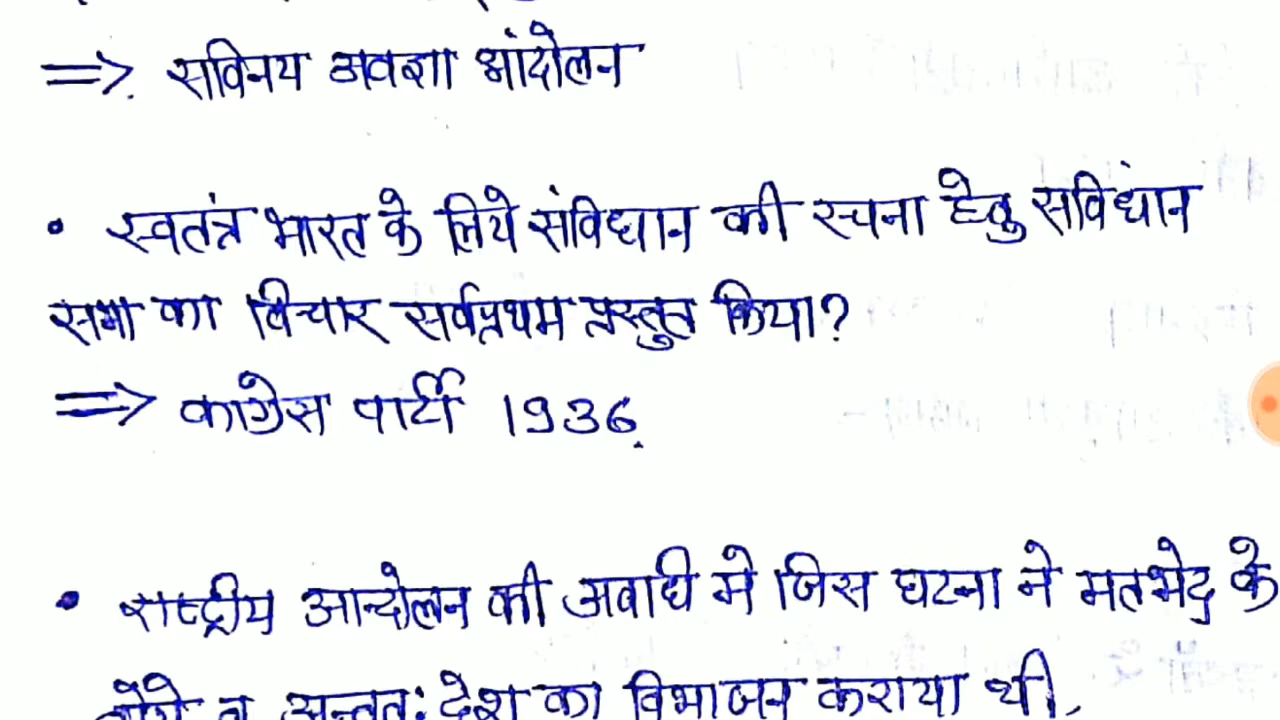 => सविनय अवज्ञा आंदोलन
• स्वतंत्र भारत के लिये संविधान की रचना हेतु सविधांन
सभा का विचार सर्वप्रथम प्रस्तुत किया?
=> काग्रेस पार्टी 1936.
• राष्ट्रीय आन्दोलन की अवधि मे जिस घटना ने मतभेद के
व अन्ततः देश का विभाजन कराया थी,